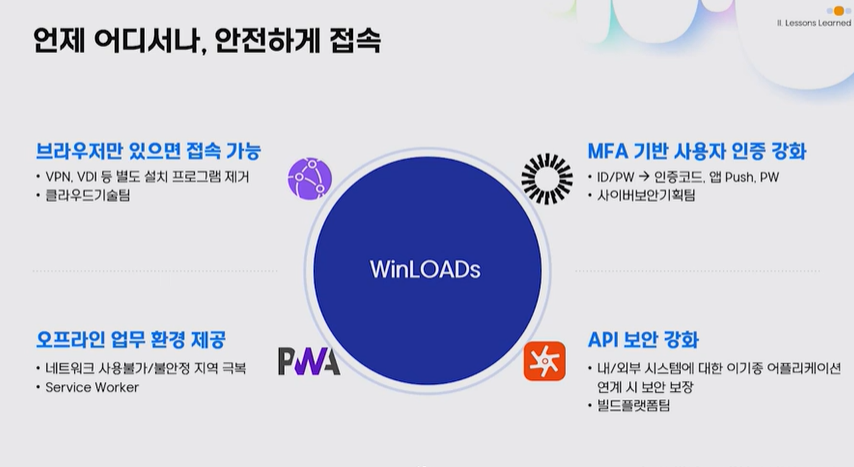 II. Lessons Learned
언제 어디서나, 안전하게 접속
브라우저만 있으면 접속 가능
• VPN, VDI 등 별도 설치 프로그램 제거
• 클라우드기술팀
MFA 기반 사용자 인증 강화
• ID/PW → 인증코드, 앱 Push, PW
• 사이버보안기획팀
WinLOADs
오프라인 업무 환경 제공
• 네트워크 사용불가/불안정 지역 극복
• Service Worker
PWA
API 보안 강화
• 내/외부 시스템에 대한 이기종 어플리케이션
연계 시 보안 보장
• 빌드플랫폼팀